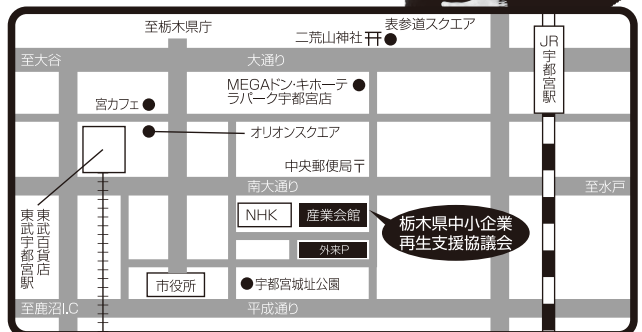 至栃木県庁
表参道スクエア
二荒山神社
JR宇都宮駅
至大谷
大通り
MEGAドン・キホーテ
ラパーク宇都宮店
宮カフェ
オリオンスクエア
中央郵便局〒
南大通り
至水戸
東武百貨店
東武宇都宮駅
NHK
産業会館
栃木県中小企業
再生支援協議会
外来P
市役所
宇都宮城址公園
至鹿沼I.C
平成通り